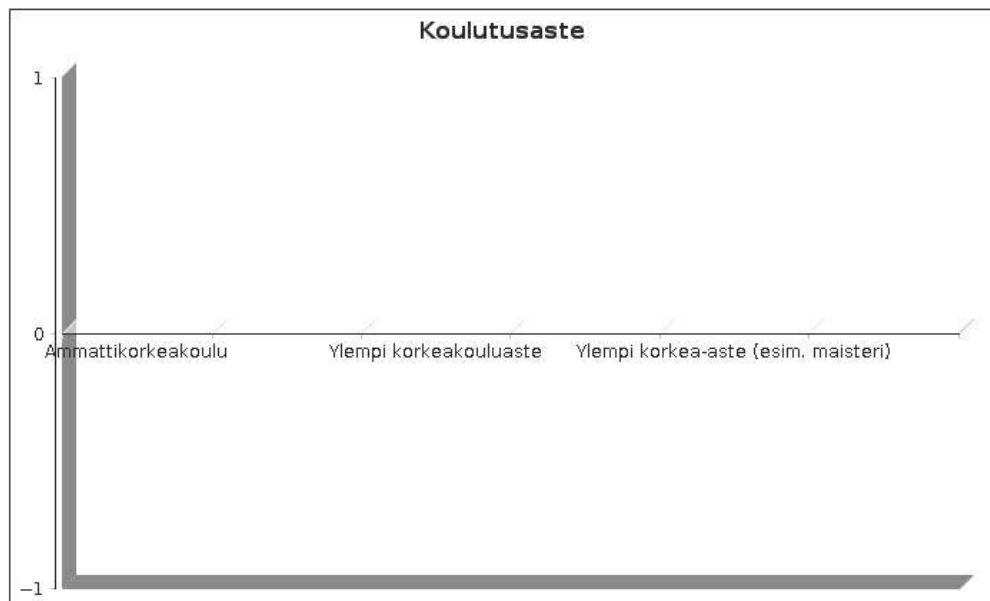 Koulutusaste
1
0
Ammattikorkeakoulu Ylempi korkeakouluaste Ylempi korkea-aste (esim. maisteri)
−1